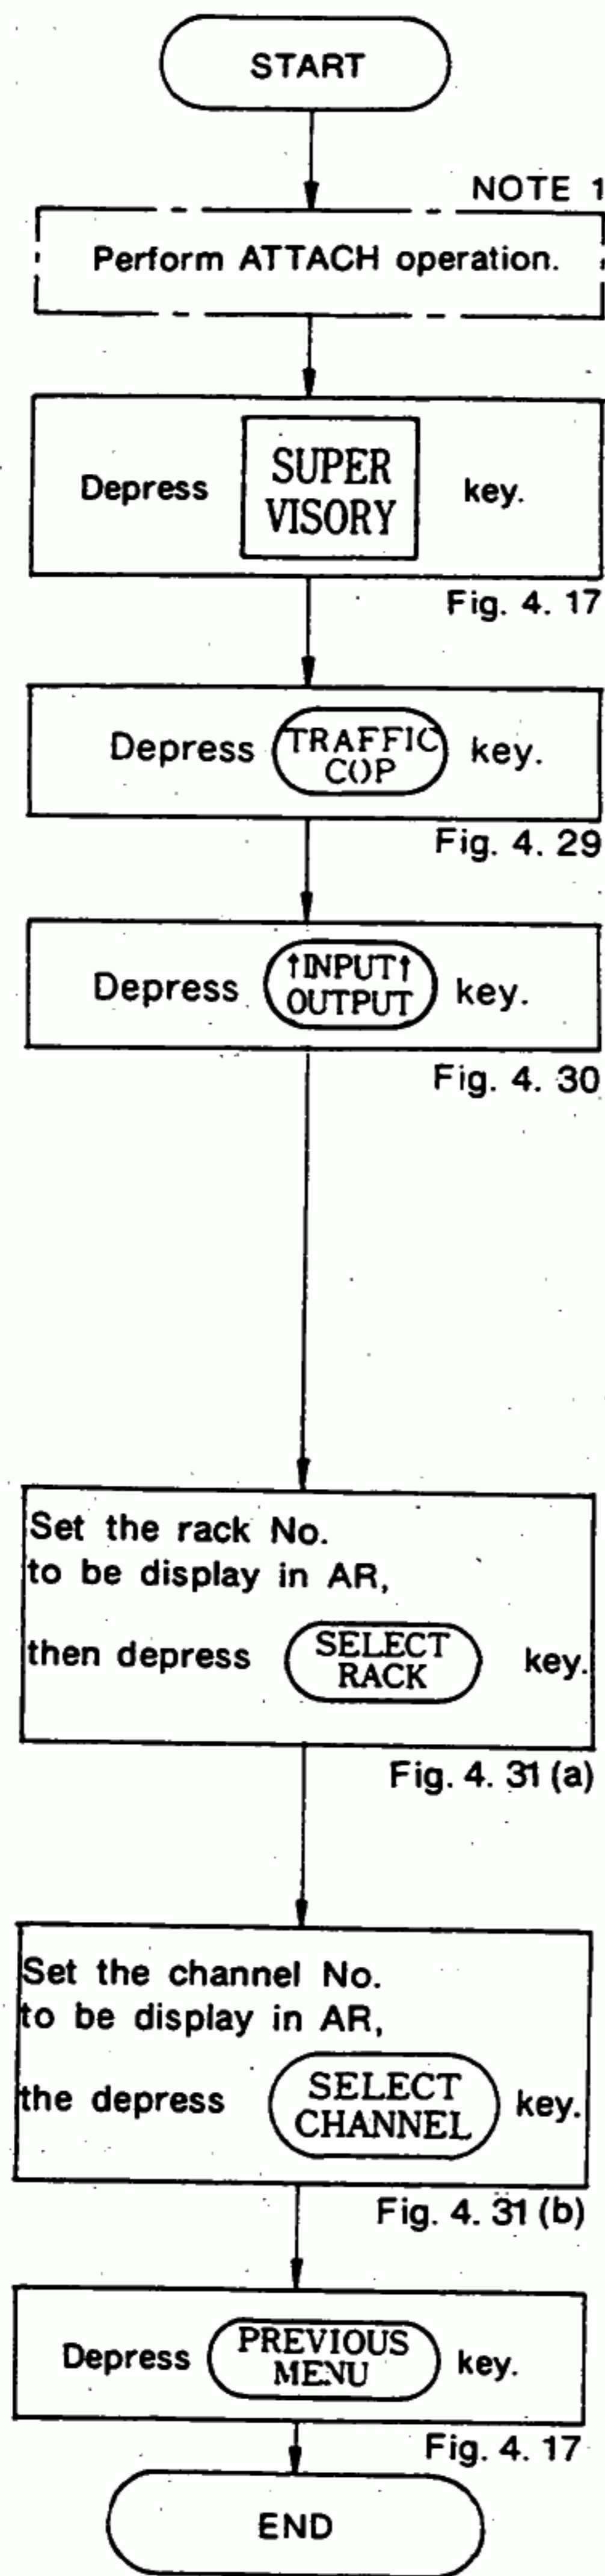 START
NOTE 1
Perform ATTACH operation.
Depress SUPER VISORY key.
Fig. 4. 17
Depress TRAFFIC COP key.
Fig. 4. 29
Depress ↑INPUT↑ OUTPUT key.
Fig. 4. 30
Set the rack No.
to be display in AR,
then depress SELECT RACK key.
Fig. 4. 31 (a)
Set the channel No.
to be display in AR,
the depress SELECT CHANNEL key.
Fig. 4. 31 (b)
Depress PREVIOUS MENU key.
Fig. 4. 17
END